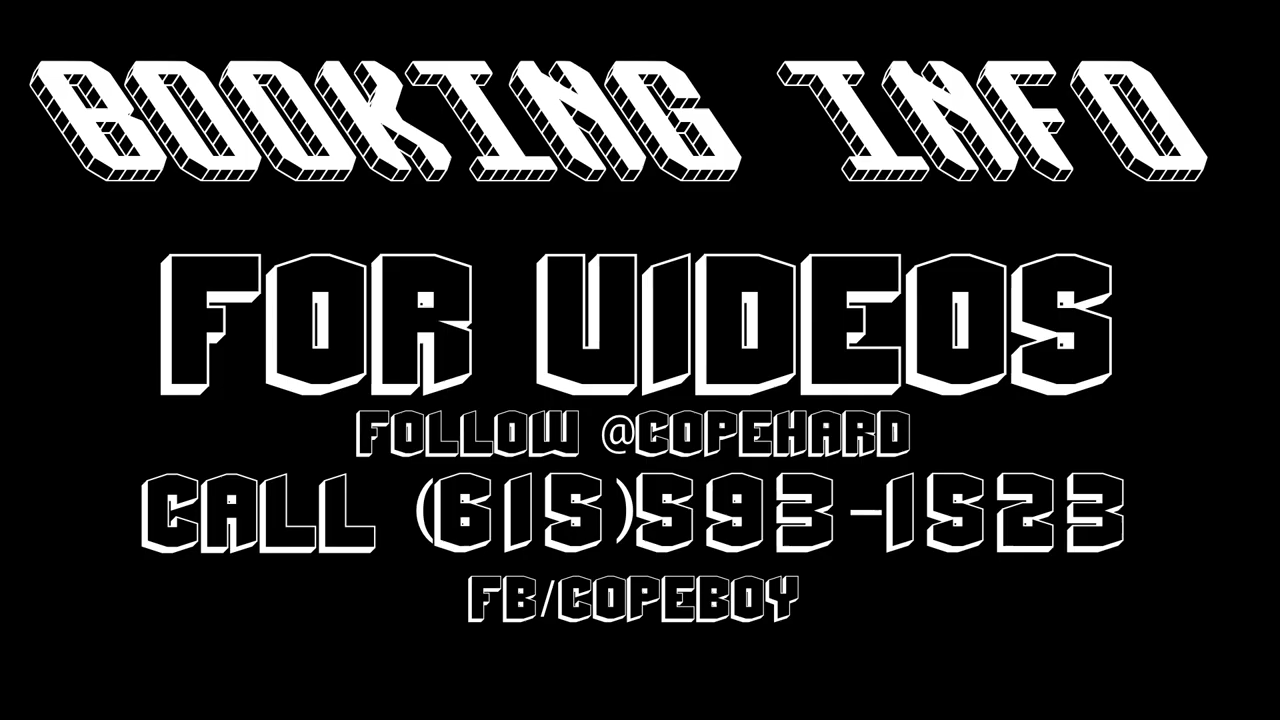 BOOKING INFO
FOR VIDEOS
FOLLOW @COPEHARD
CALL (615)593-1523
FB/COPEBOY